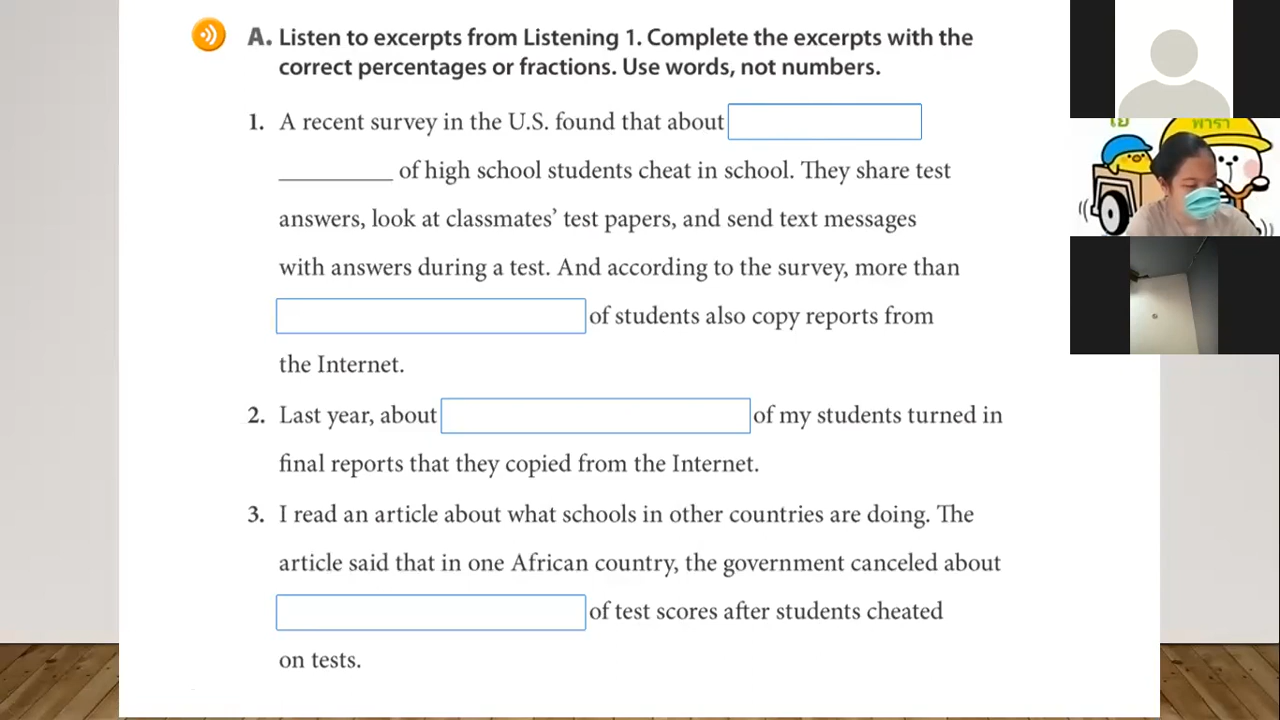 A. Listen to excerpts from Listening 1. Complete the excerpts with the
correct percentages or fractions. Use words, not numbers.
1. A recent survey in the U.S. found that about
__________ of high school students cheat in school. They share test
answers, look at classmates’ test papers, and send text messages
with answers during a test. And according to the survey, more than
of students also copy reports from
the Internet.
2. Last year, about of my students turned in
final reports that they copied from the Internet.
3. I read an article about what schools in other countries are doing. The
article said that in one African country, the government canceled about
of test scores after students cheated
on tests.
พารา